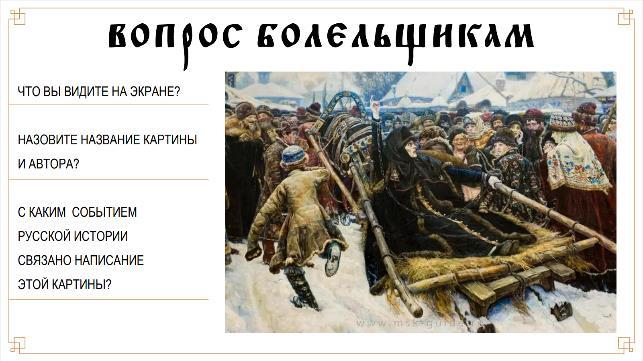 ВОПРОС БОЛЕЛЬЩИКАМ
ЧТО ВЫ ВИДИТЕ НА ЭКРАНЕ?
НАЗОВИТЕ НАЗВАНИЕ КАРТИНЫ
И АВТОРА?
С КАКИМ СОБЫТИЕМ
РУССКОЙ ИСТОРИИ
СВЯЗАНО НАПИСАНИЕ
ЭТОЙ КАРТИНЫ?